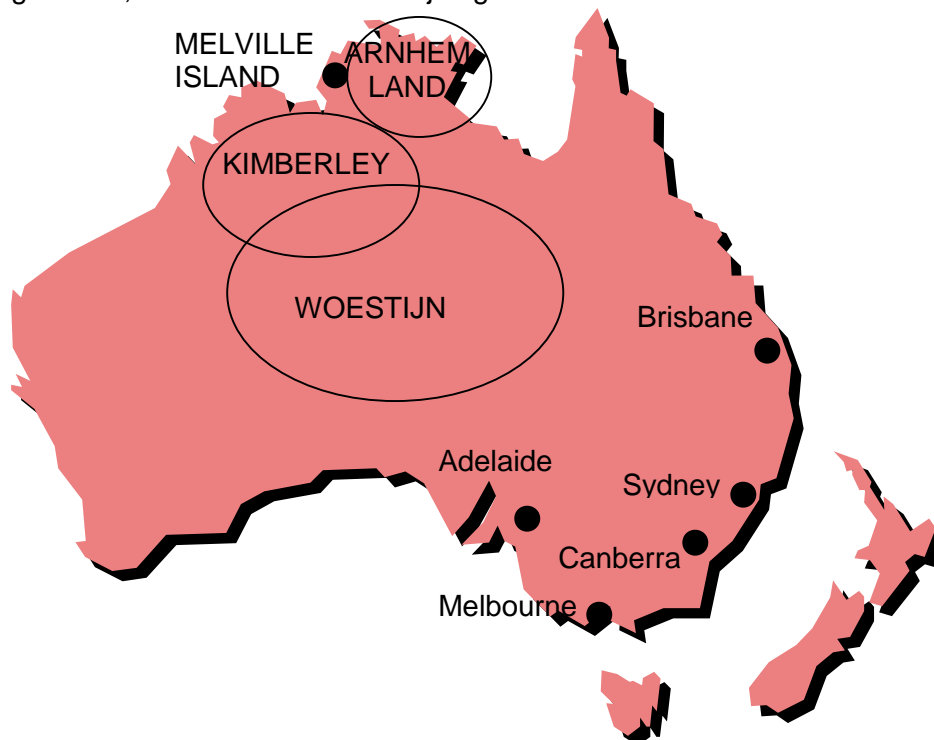 MELVILLE
ISLAND
ARNHEM
LAND
KIMBERLEY
WOESTIJN
Brisbane
Adelaide
Sydney
Canberra
Melbourne